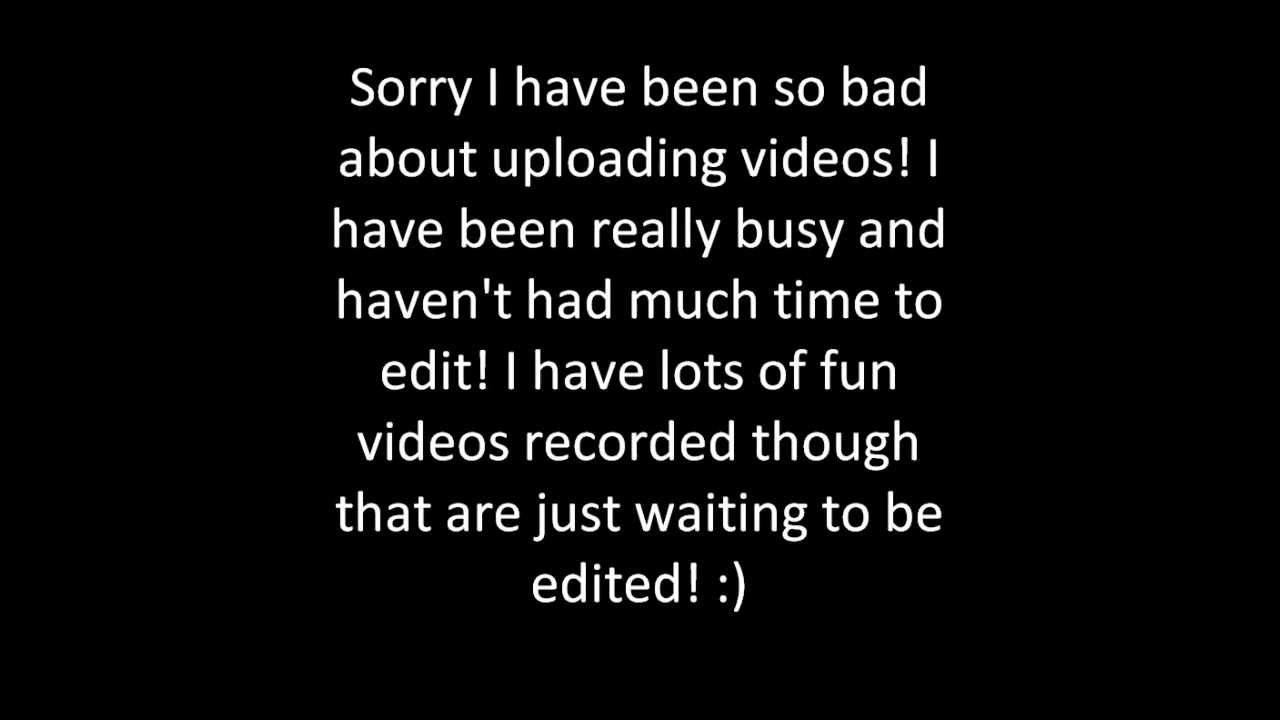 Sorry I have been so bad
about uploading videos! I
have been really busy and
haven't had much time to
edit! I have lots of fun
videos recorded though
that are just waiting to be
edited! :)